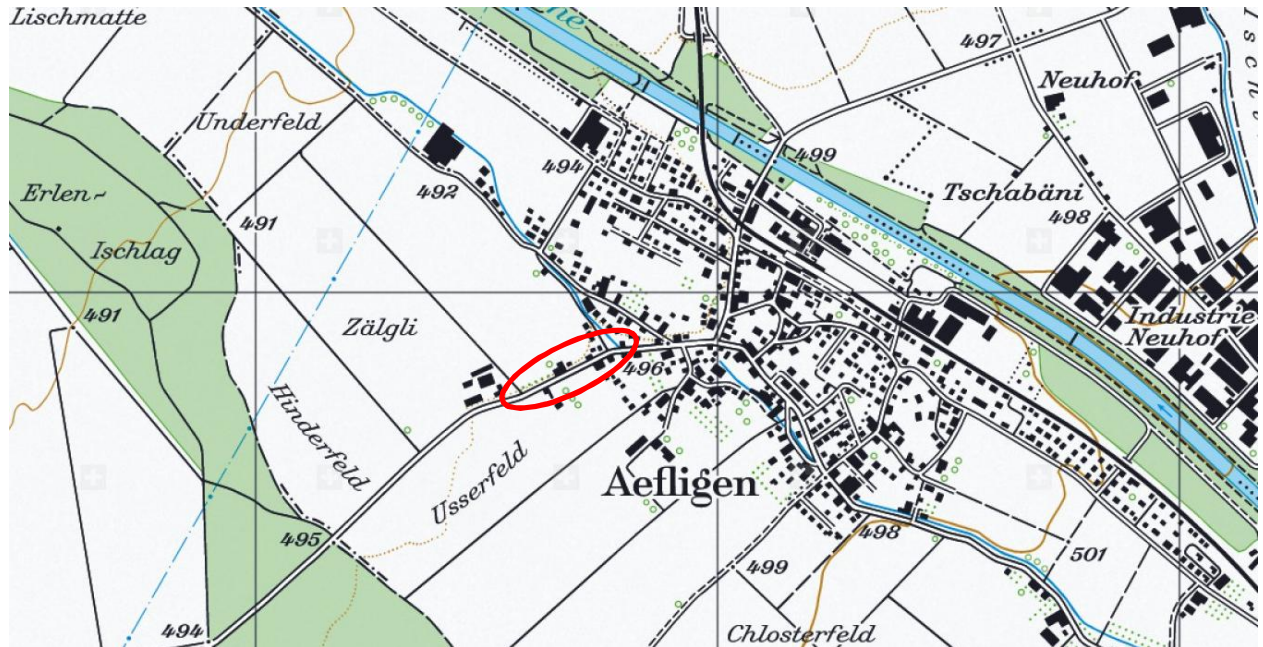 Lischmatte
497
Neuhof
Underfeld
494
499
492
Tschabäni
498
Erlen-
Ischlag
491
491
Zälgli
Industrie
Neuhof
496
Hinderfeld
Usserfeld
Aefligen
495
498
501
499
494
Chlosterfeld